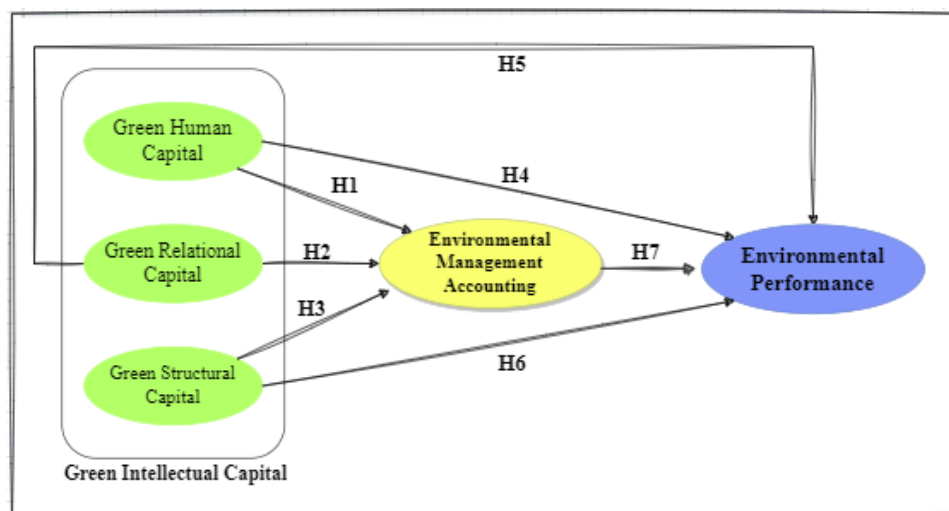 H5
Green Human
Capital
H4
H1
Green Relational
Capital
H2
Environmental
Management
Accounting
H7
Environmental
Performance
H3
Green Structural
Capital
H6
Green Intellectual Capital